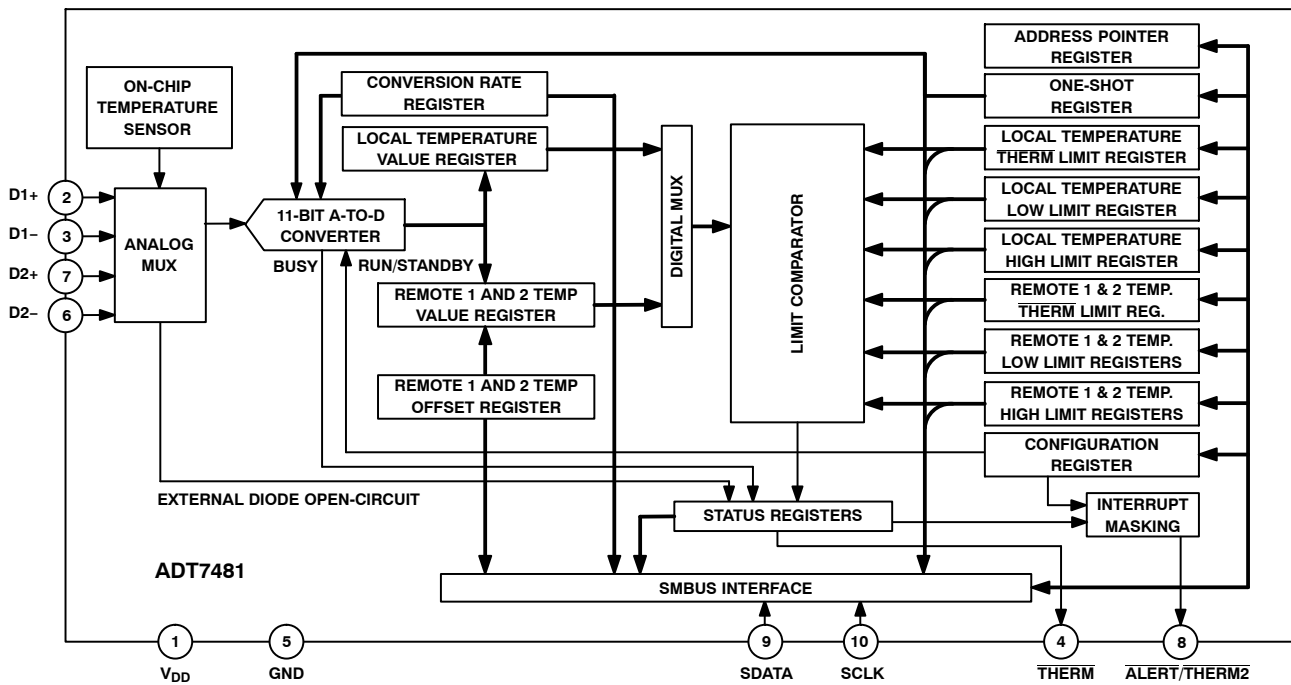 ADDRESS POINTER
REGISTER
ON-CHIP
TEMPERATURE
SENSOR
CONVERSION RATE
REGISTER
ONE-SHOT
REGISTER
LOCAL TEMPERATURE
VALUE REGISTER
LOCAL TEMPERATURE
THERM LIMIT REGISTER
D1+
2
D1−
3
D2+
7
D2−
6
ANALOG
MUX
11-BIT A-TO-D
CONVERTER
BUSY
RUN/STANDBY
DIGITAL MUX
LIMIT COMPARATOR
LOCAL TEMPERATURE
LOW LIMIT REGISTER
LOCAL TEMPERATURE
HIGH LIMIT REGISTER
REMOTE 1 AND 2 TEMP
VALUE REGISTER
REMOTE 1 & 2 TEMP.
THERM LIMIT REG.
REMOTE 1 & 2 TEMP.
LOW LIMIT REGISTERS
REMOTE 1 AND 2 TEMP
OFFSET REGISTER
REMOTE 1 & 2 TEMP.
HIGH LIMIT REGISTERS
CONFIGURATION
REGISTER
EXTERNAL DIODE OPEN-CIRCUIT
STATUS REGISTERS
INTERRUPT
MASKING
ADT7481
SMBUS INTERFACE
1
5
9
10
4
8
VDD
GND
SDATA
SCLK
THERM
ALERT/THERM2